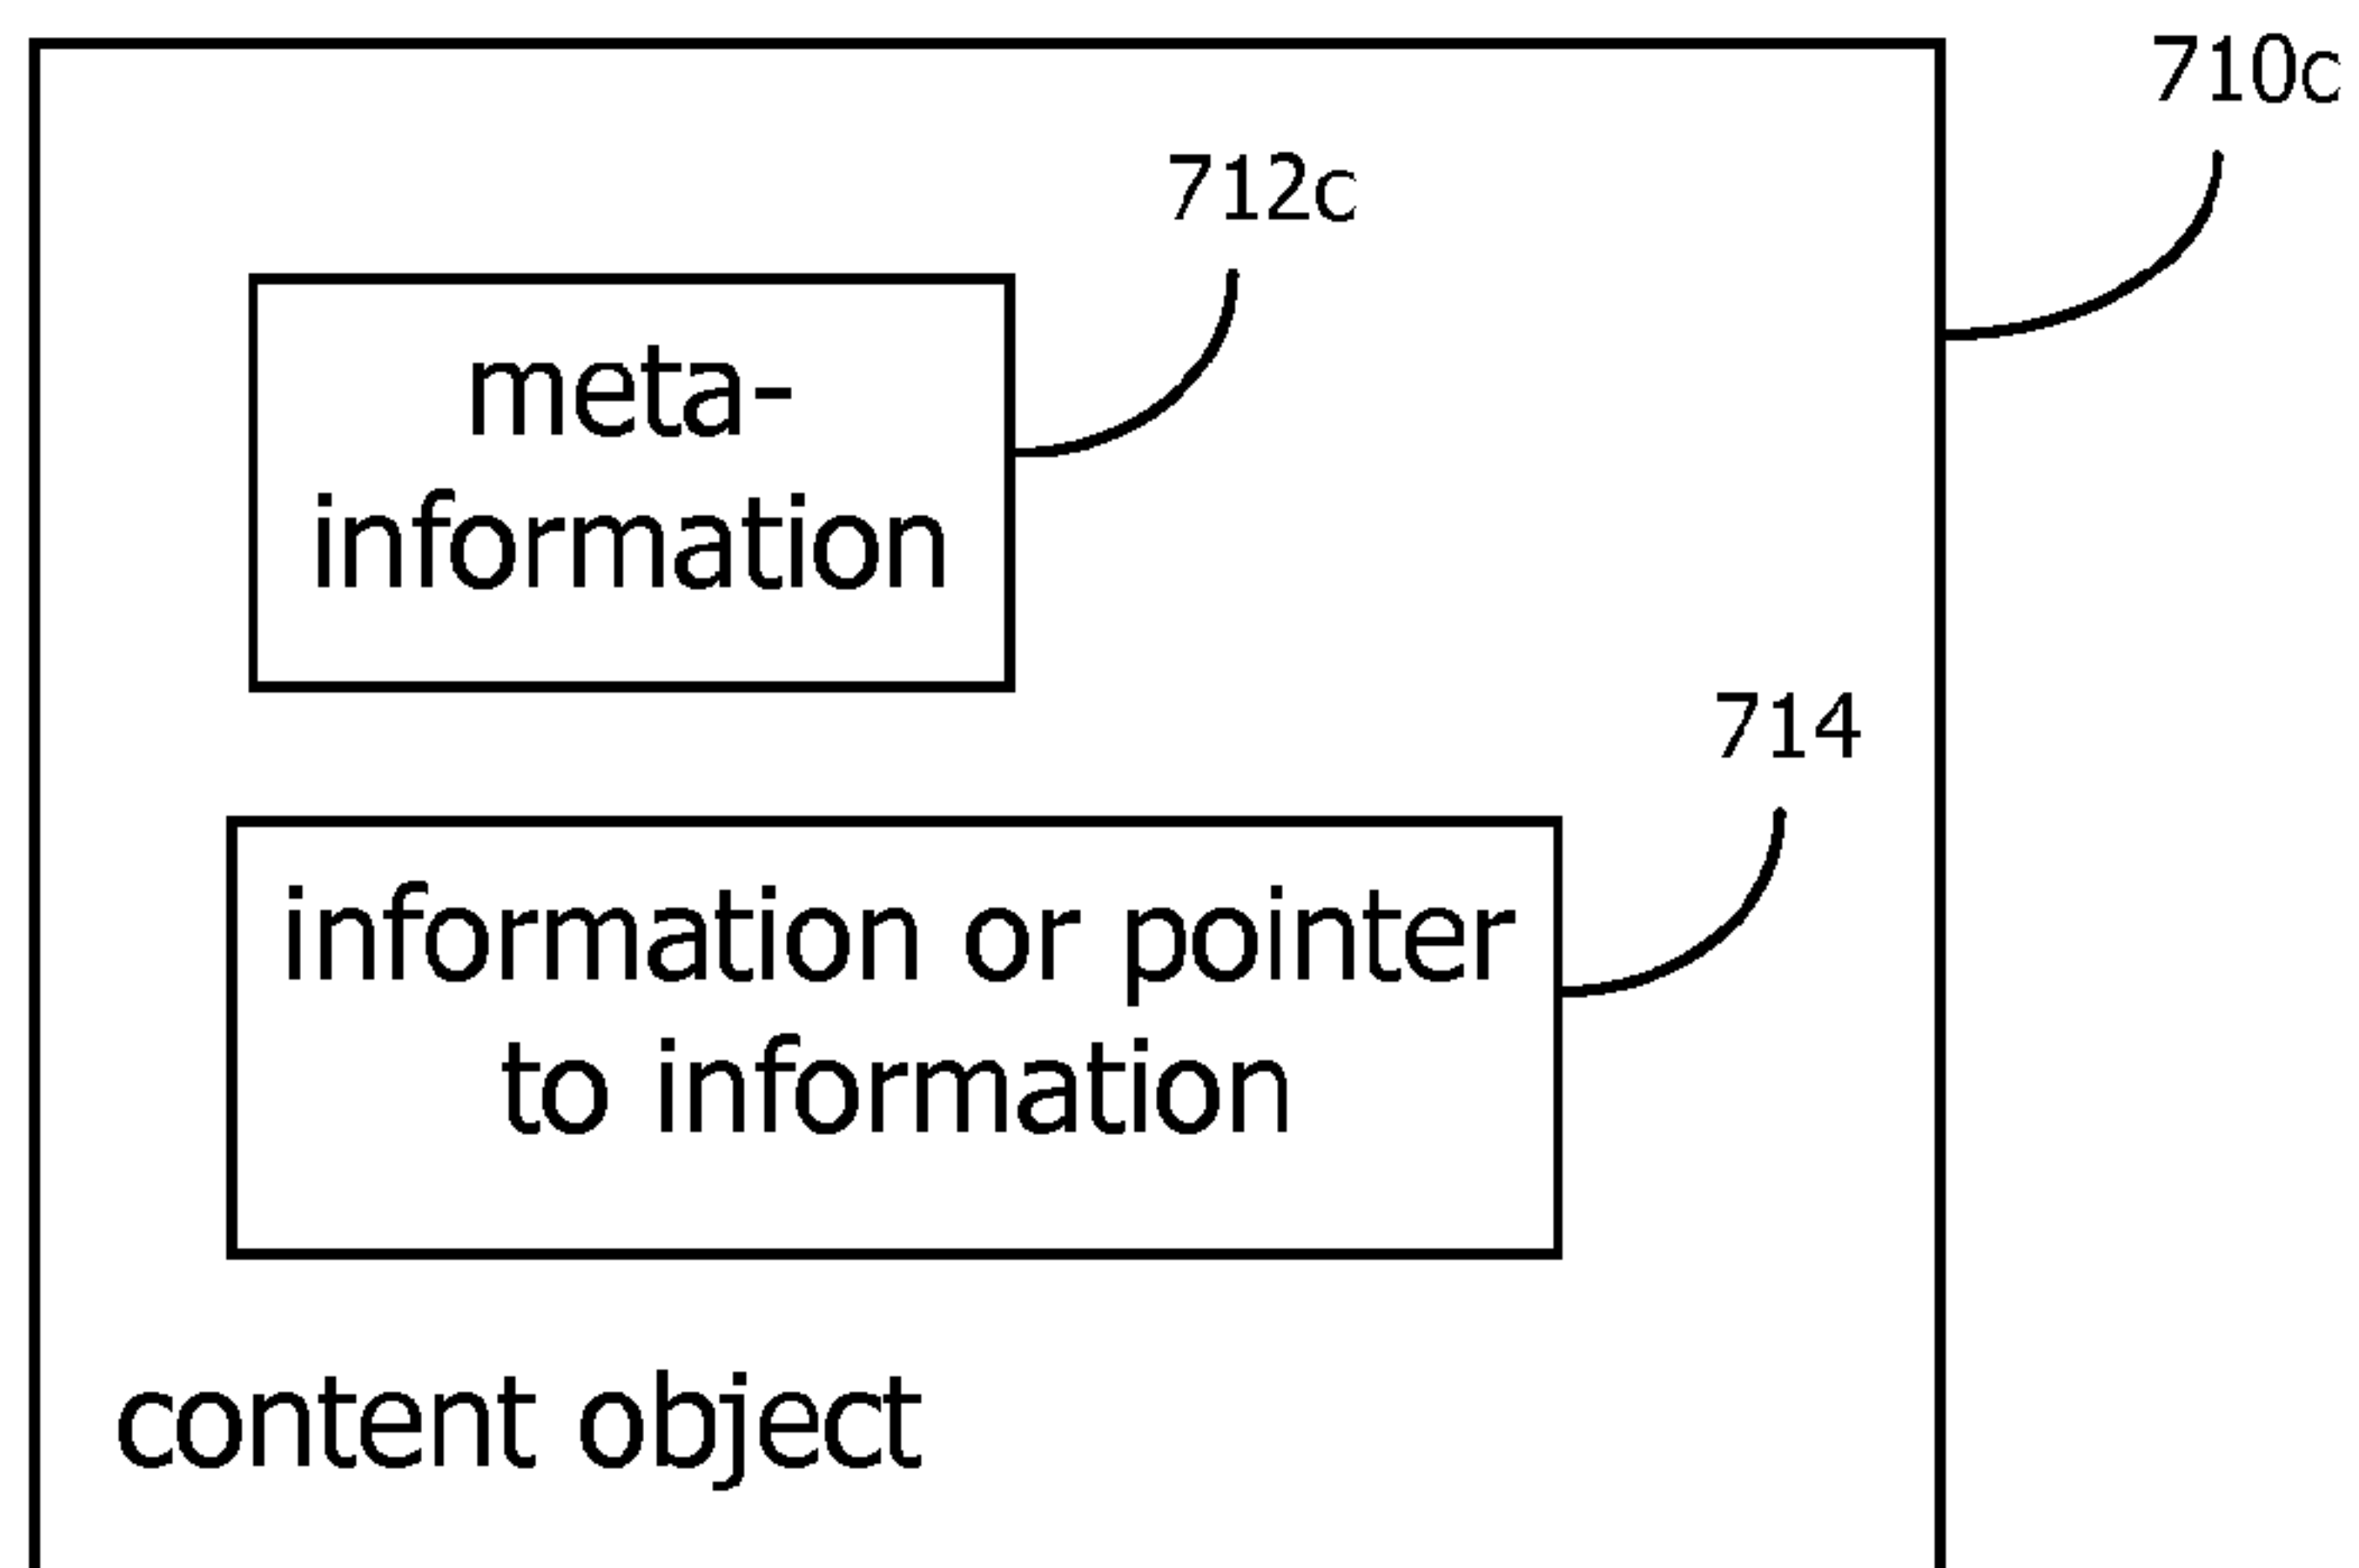 710c
712c
meta-
information
714
information or pointer
to information
content object